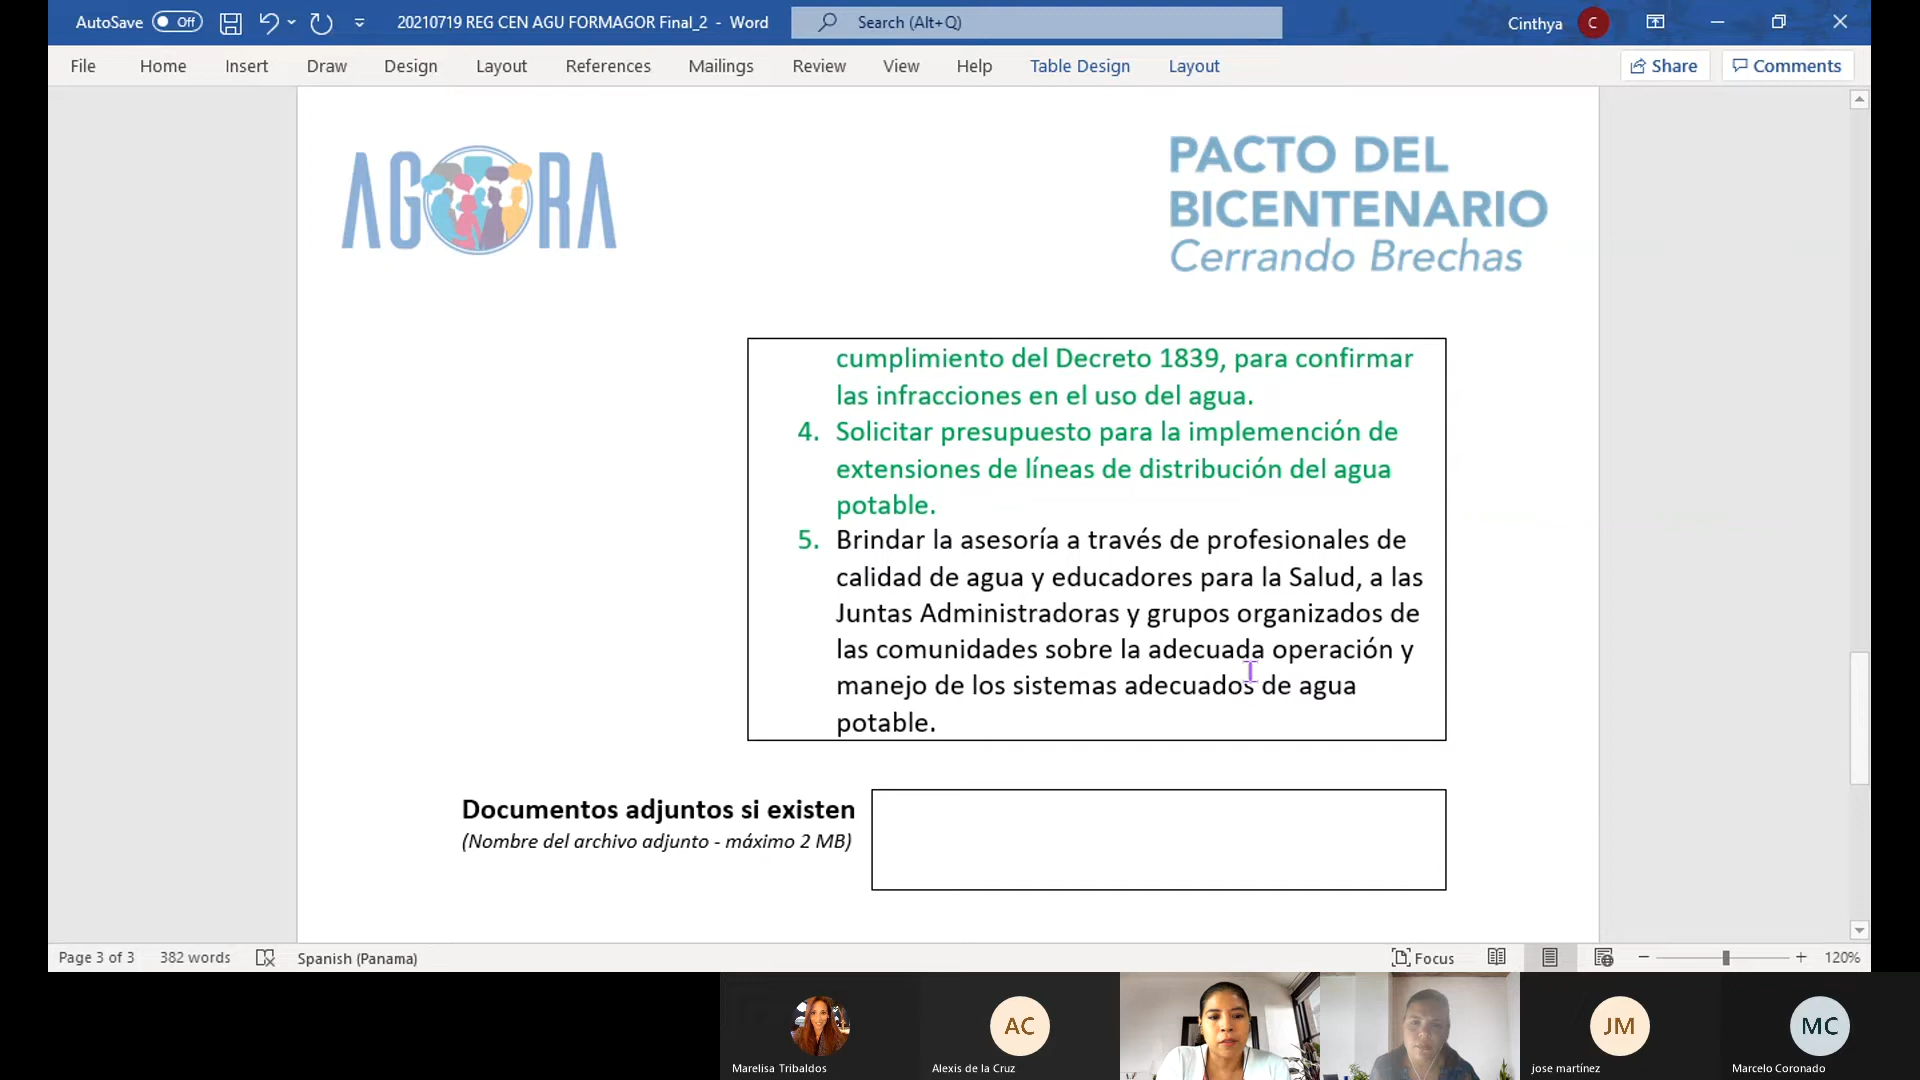 AutoSave Off 20210719 REG CEN AGU FORMAGOR Final_2 - Word Search (Alt+Q) Cinthya C
File Home Insert Draw Design Layout References Mailings Review View Help Table Design Layout Share Comments
AGORA
PACTO DEL
BICENTENARIO
Cerrando Brechas
cumplimiento del Decreto 1839, para confirmar
las infracciones en el uso del agua.
4. Solicitar presupuesto para la implemención de
extensiones de líneas de distribución del agua
potable.
5. Brindar la asesoría a través de profesionales de
calidad de agua y educadores para la Salud, a las
Juntas Administradoras y grupos organizados de
las comunidades sobre la adecuada operación y
manejo de los sistemas adecuados de agua
potable.
Documentos adjuntos si existen
(Nombre del archivo adjunto - máximo 2 MB)
Page 3 of 3 382 words Spanish (Panama) Focus 120%
AC JM MC
Marelisa Tribaldos Alexis de la Cruz jose martínez Marcelo Coronado